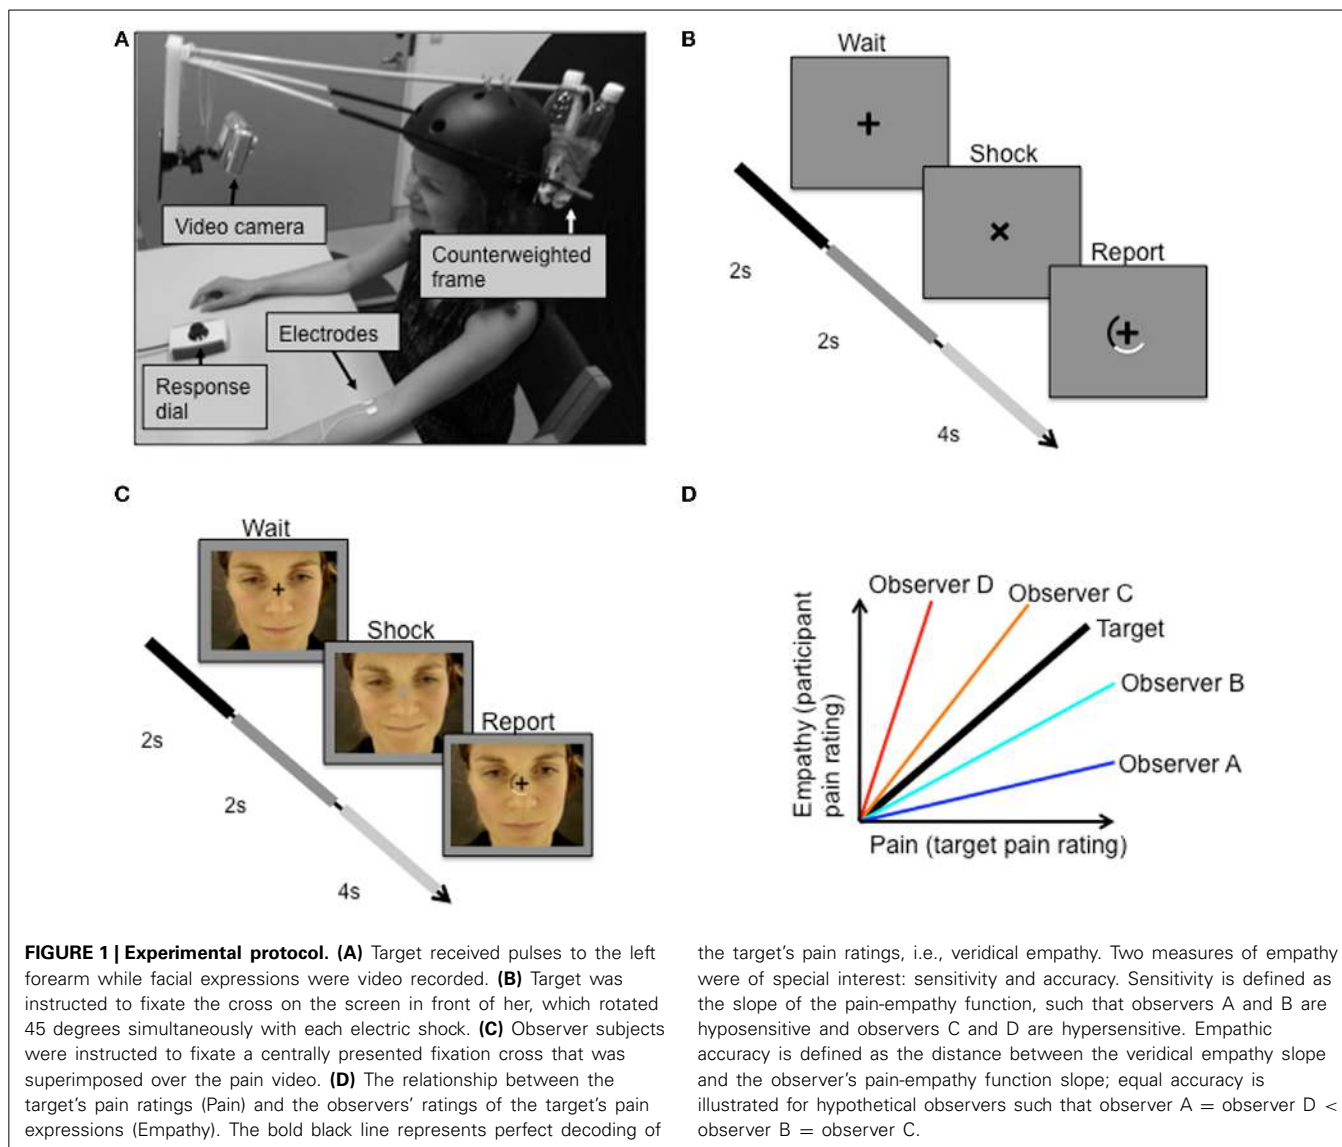 A
Video camera
Counterweighted
frame
Electrodes
Response
dial
B
Wait
Shock
Report
2s
2s
4s
C
Wait
Shock
Report
2s
2s
4s
D
Observer D
Observer C
Target
Observer B
Observer A
Empathy (participant
pain rating)
Pain (target pain rating)
FIGURE 1 | Experimental protocol. (A) Target received pulses to the left
forearm while facial expressions were video recorded. (B) Target was
instructed to fixate the cross on the screen in front of her, which rotated
45 degrees simultaneously with each electric shock. (C) Observer subjects
were instructed to fixate a centrally presented fixation cross that was
superimposed over the pain video. (D) The relationship between the
target's pain ratings (Pain) and the observers' ratings of the target's pain
expressions (Empathy). The bold black line represents perfect decoding of
the target's pain ratings, i.e., veridical empathy. Two measures of empathy
were of special interest: sensitivity and accuracy. Sensitivity is defined as
the slope of the pain-empathy function, such that observers A and B are
hyposensitive and observers C and D are hypersensitive. Empathic
accuracy is defined as the distance between the veridical empathy slope
and the observer's pain-empathy function slope; equal accuracy is
illustrated for hypothetical observers such that observer A = observer D <
observer B = observer C.